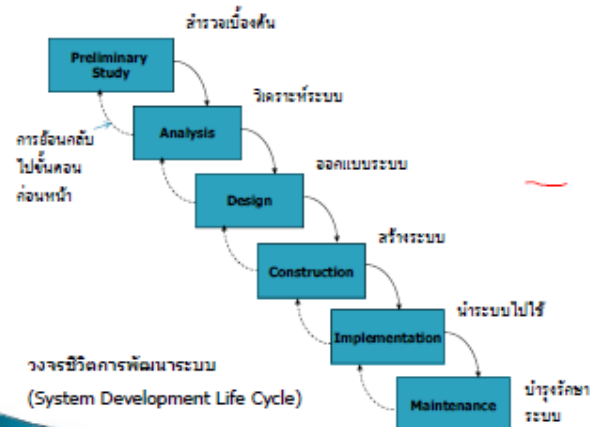 สำรวจเบื้องต้น
Preliminary
Study
วิเคราะห์ระบบ
Analysis
การย้อนกลับ
ไปขั้นตอน
ก่อนหน้า
ออกแบบระบบ
Design
สร้างระบบ
Construction
นำระบบไปใช้
Implementation
วงจรชีวิตการพัฒนาระบบ
(System Development Life Cycle)
Maintenance
บำรุงรักษา
ระบบ